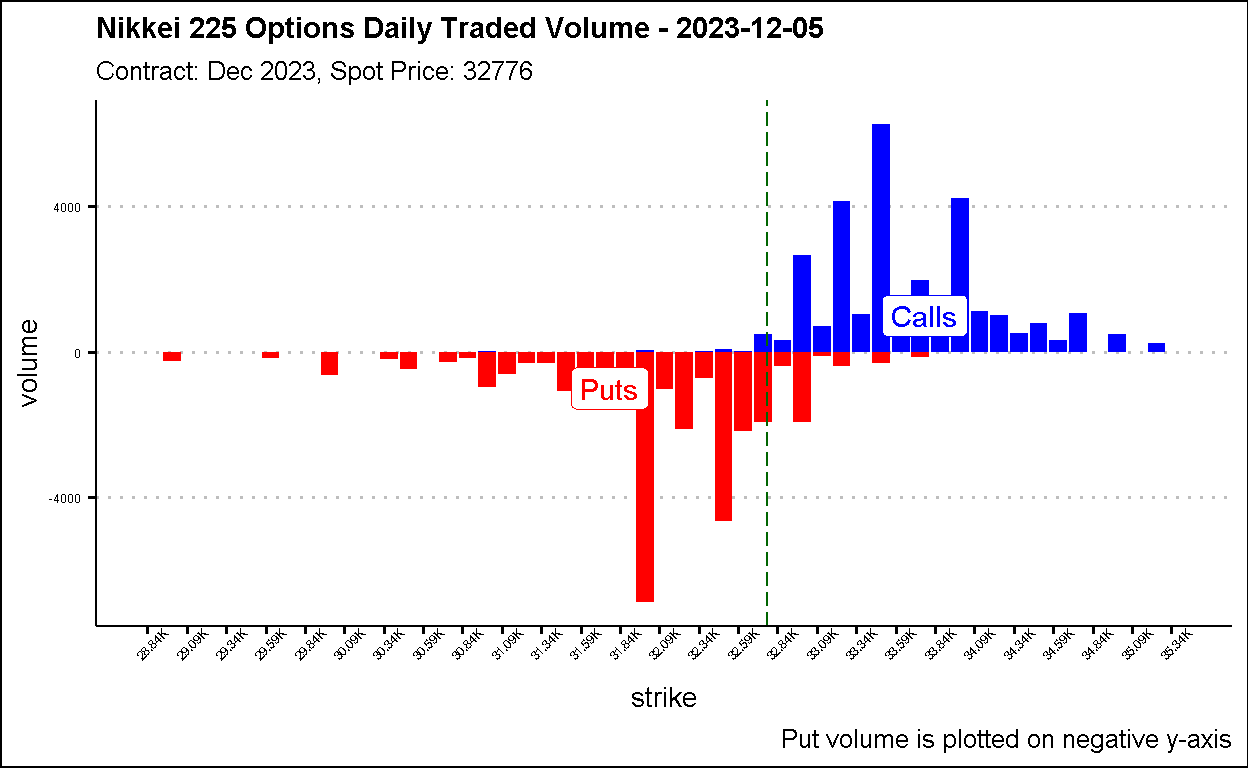 Nikkei 225 Options Daily Traded Volume - 2023-12-05
Contract: Dec 2023, Spot Price: 32776
volume
4000
0
-4000
Calls
Puts
28.84K 29.09K 29.34K 29.59K 29.84K 30.09K 30.34K 30.59K 30.84K 31.09K 31.34K 31.59K 31.84K 32.09K 32.34K 32.59K 32.84K 33.09K 33.34K 33.59K 33.84K 34.09K 34.34K 34.59K 34.84K 35.09K 35.34K
strike
Put volume is plotted on negative y-axis